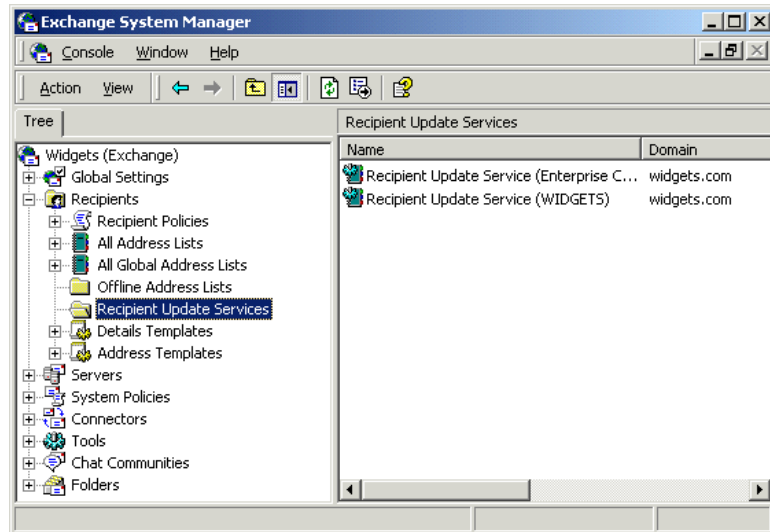 Exchange System Manager
Console Window Help
Action View
Tree
Recipient Update Services
Name Domain
Widgets (Exchange)
Global Settings
Recipients
Recipient Policies
All Address Lists
All Global Address Lists
Offline Address Lists
Recipient Update Services
Details Templates
Address Templates
Servers
System Policies
Connectors
Tools
Chat Communities
Folders
Recipient Update Service (Enterprise C... widgets.com
Recipient Update Service (WIDGETS) widgets.com